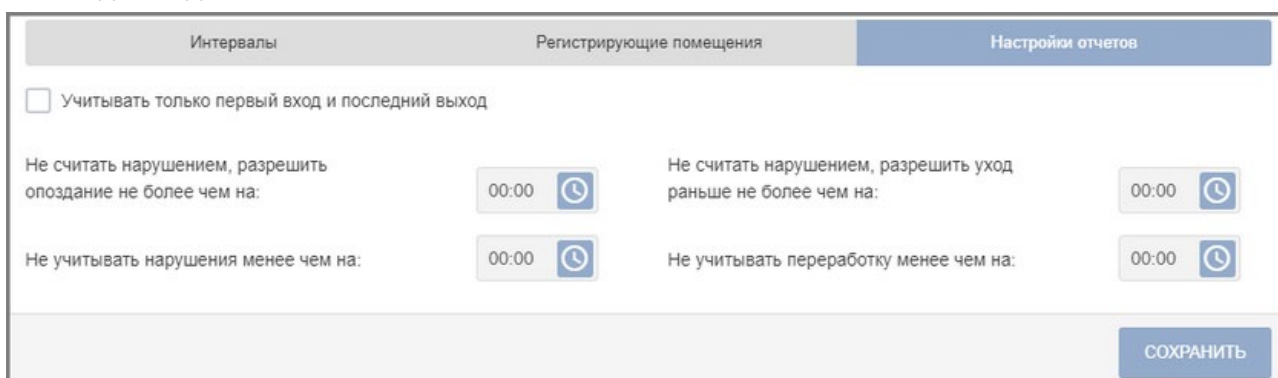 Интервалы
Регистрирующие помещения
Настройки отчетов
Учитывать только первый вход и последний выход
Не считать нарушением, разрешить
опоздание не более чем на:
00:00
Не считать нарушением, разрешить уход
раньше не более чем на:
00:00
Не учитывать нарушения менее чем на:
00:00
Не учитывать переработку менее чем на:
00:00
СОХРАНИТЬ